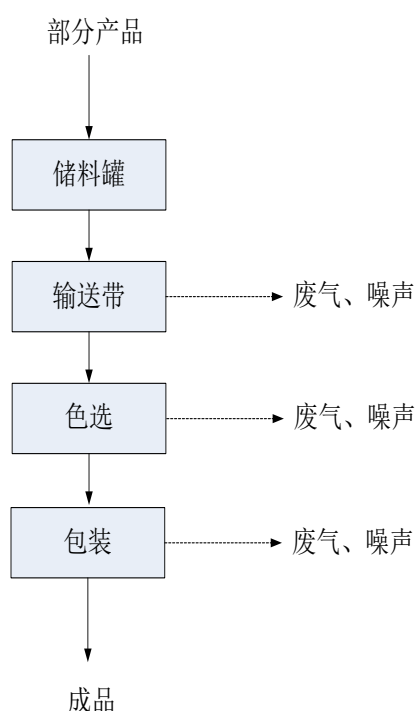 部分产品
储料罐
输送带
废气、噪声
色选
废气、噪声
包装
废气、噪声
成品